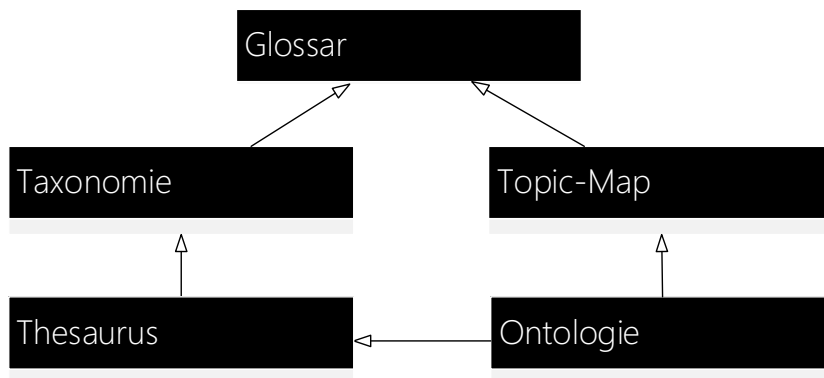 Glossar
Taxonomie
Topic-Map
Thesaurus
Ontologie